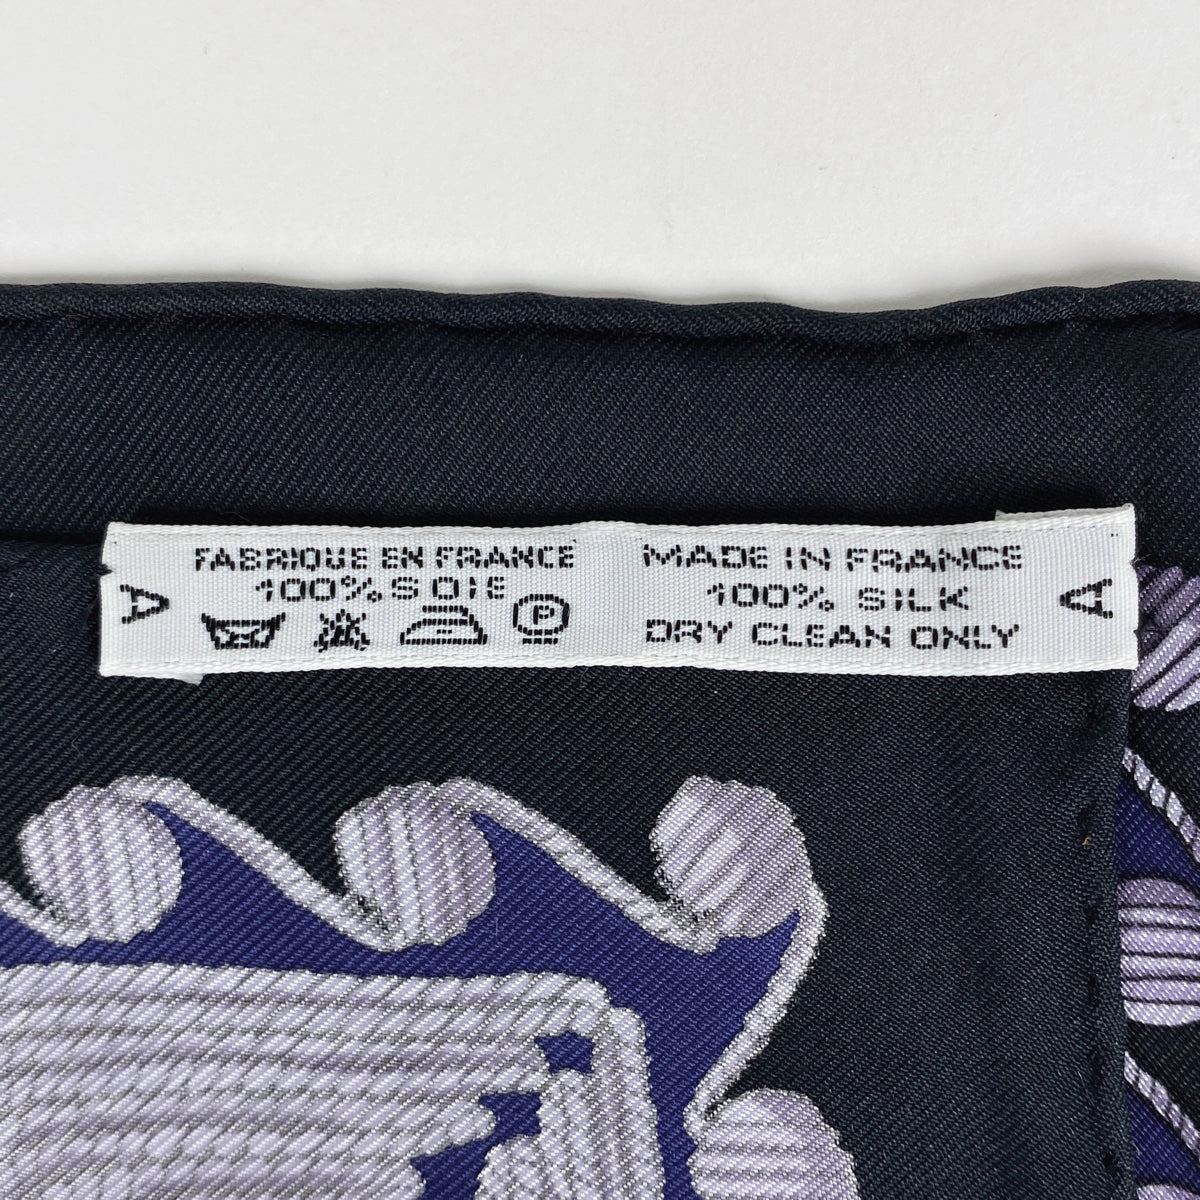 FABRIQUE EN FRANCE
100% SOIE
P
MADE IN FRANCE
100% SILK
DRY CLEAN ONLY
A
A